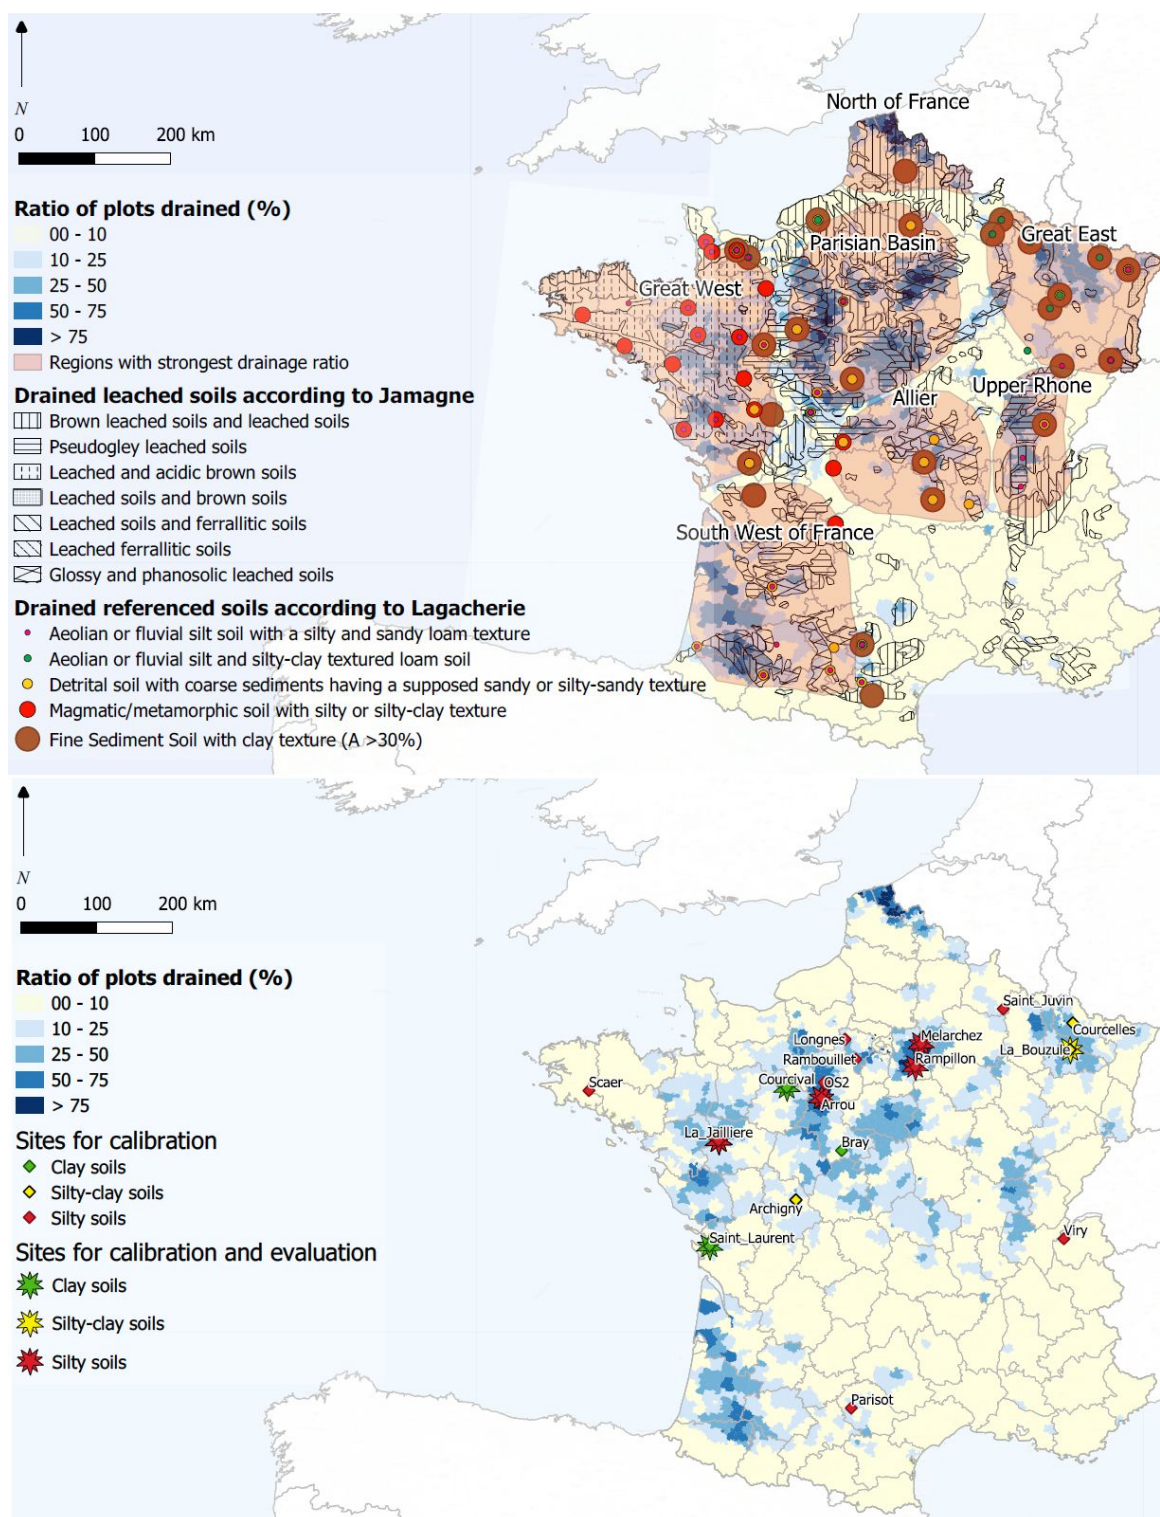 North of France
N
0 100 200 km
Ratio of plots drained (%)
00 - 10
10 - 25
25 - 50
50 - 75
> 75
Regions with strongest drainage ratio
Drained leached soils according to Jamagne
Brown leached soils and leached soils
Pseudogley leached soils
Leached and acidic brown soils
Leached soils and brown soils
Leached soils and ferrallitic soils
Leached ferrallitic soils
Glossy and phanosolic leached soils
Drained referenced soils according to Lagacherie
Aeolian or fluvial silt soil with a silty and sandy loam texture
Aeolian or fluvial silt and silty-clay textured loam soil
Detrital soil with coarse sediments having a supposed sandy or silty-sandy texture
Magmatic/metamorphic soil with silty or silty-clay texture
Fine Sediment Soil with clay texture (A >30%)
Parisian Basin
Great East
Great West
Allier
Upper Rhone
South West of France
N
0 100 200 km
Ratio of plots drained (%)
00 - 10
10 - 25
25 - 50
50 - 75
> 75
Sites for calibration
Clay soils
Silty-clay soils
Silty soils
Sites for calibration and evaluation
Clay soils
Silty-clay soils
Silty soils
Saint_Juvin
Courcelles
Longnes
Melarchez
La_Bouzule
Rambouillet
Rampillon
Scaer
Courcival
OS2
Arrou
La_Jailliere
Bray
Archigny
Saint_Laurent
Viry
Parisot